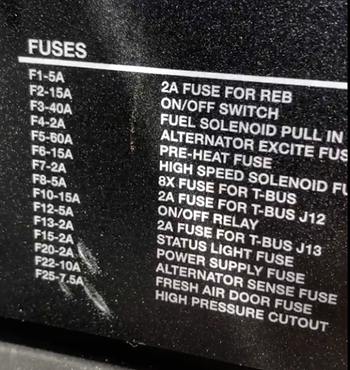 FUSES
F1-5A 2A FUSE FOR REB
F2-15A ON/OFF SWITCH
F3-40A FUEL SOLENOID PULL IN
F4-2A ALTERNATOR EXCITE FUS
F5-60A PRE-HEAT FUSE
F6-15A HIGH SPEED SOLENOID FU
F7-2A 8X FUSE FOR T-BUS
F8-5A 2A FUSE FOR T-BUS J12
F10-15A ON/OFF RELAY
F12-5A 2A FUSE FOR T-BUS J13
F13-2A STATUS LIGHT FUSE
F15-2A POWER SUPPLY FUSE
F20-2A ALTERNATOR SENSE FUSE
F22-10A FRESH AIR DOOR FUSE
F25-7.5A HIGH PRESSURE CUTOUT